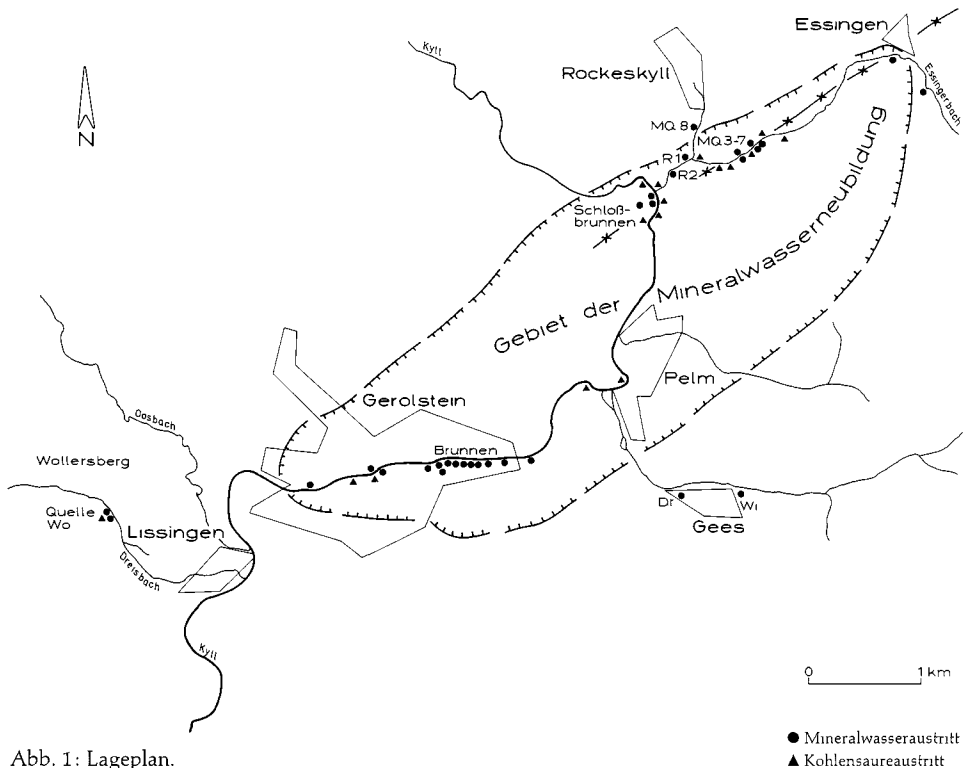 Essingen
Kyll
Rockeskyll
Essingerbach
N
MQ 8
MQ 3-7
R1
R2
Schloß-
brunnen
Gebiet der Mineralwasserneubildung
Pelm
Gerolstein
Oosbach
Brunnen
Wollersberg
Quelle
Wo
Lissingen
Dr
Wi
Gees
Dreisbach
Kyll
0 1 km
Mineralwasseraustritt
Kohlensaureaustritt
Abb. 1: Lageplan.